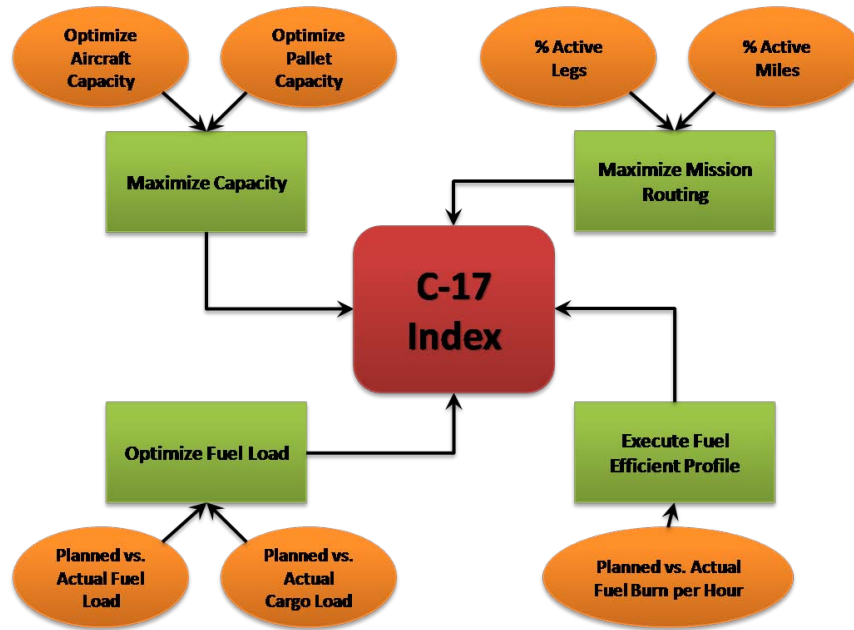 Optimize
Aircraft
Capacity
Optimize
Pallet
Capacity
% Active
Legs
% Active
Miles
Maximize Capacity
Maximize Mission
Routing
C-17
Index
Optimize Fuel Load
Execute Fuel
Efficient Profile
Planned vs.
Actual Fuel
Load
Planned vs.
Actual
Cargo Load
Planned vs. Actual
Fuel Burn per Hour